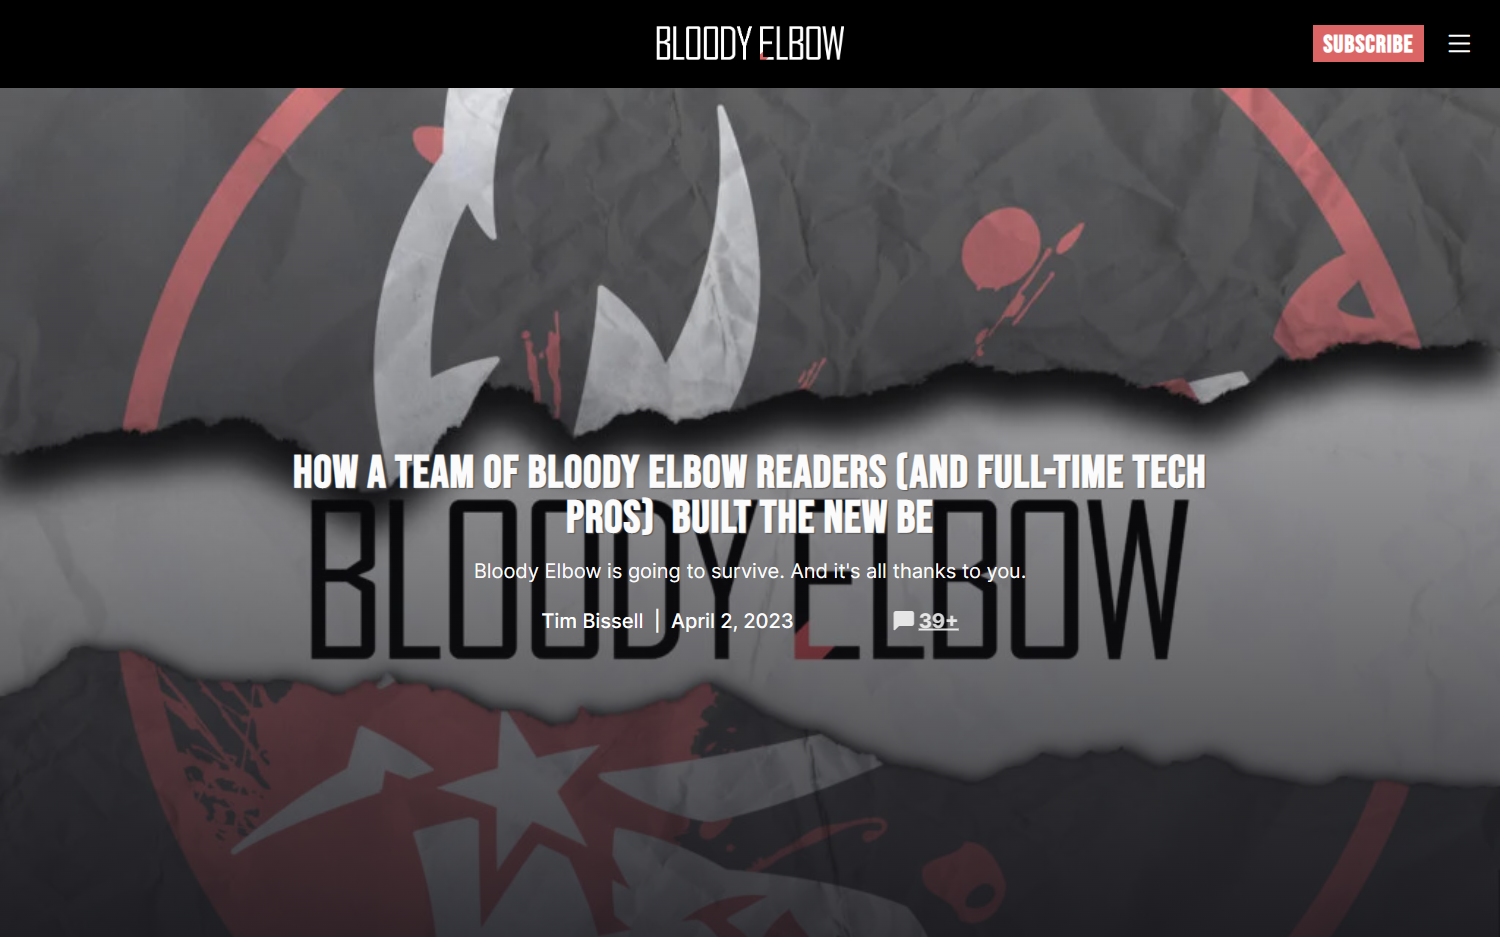 BLOODY ELBOW
SUBSCRIBE
HOW A TEAM OF BLOODY ELBOW READERS (AND FULL-TIME TECH
PROS) BUILT THE NEW BE
Bloody Elbow is going to survive. And it's all thanks to you.
Tim Bissell | April 2, 2023 39+
BLOODY ELBOW